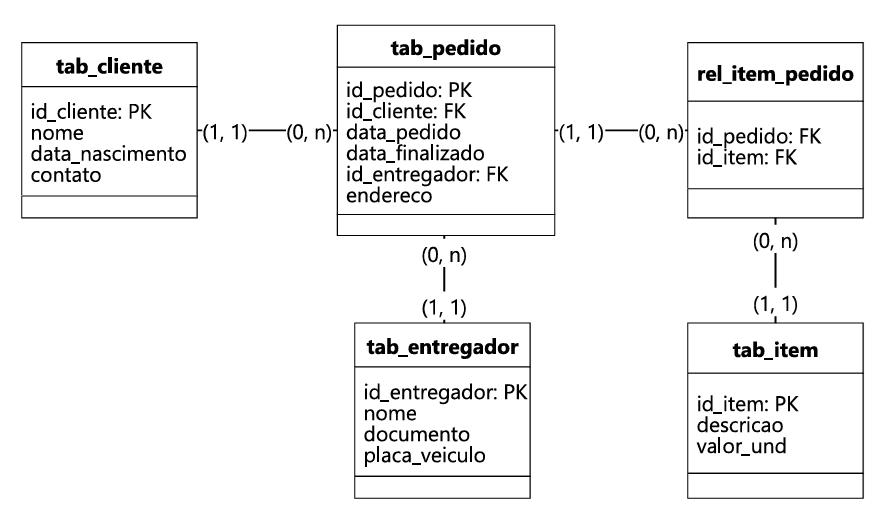 tab_cliente
id_cliente: PK
nome
data_nascimento
contato
(1, 1)
(0, n)
tab_pedido
id_pedido: PK
id_cliente: FK
data_pedido
data_finalizado
id_entregador: FK
endereco
(1, 1)
(0, n)
rel_item_pedido
id_pedido: FK
id_item: FK
(0, n)
(1, 1)
tab_entregador
id_entregador: PK
nome
documento
placa_veiculo
(0, n)
(1, 1)
tab_item
id_item: PK
descricao
valor_und